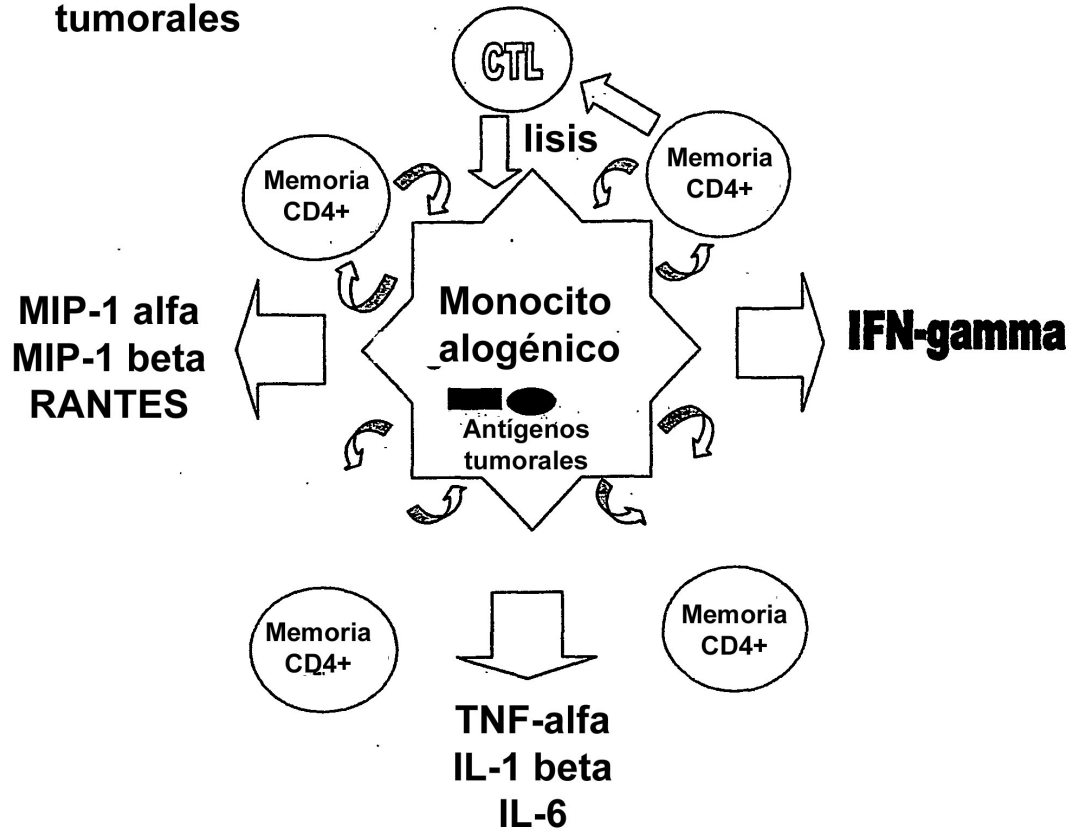 tumorales
CTL
lisis
Memoria
CD4+
Memoria
CD4+
MIP-1 alfa
MIP-1 beta
RANTES
Monocito
alogénico
Antígenos
tumorales
IFN-gamma
Memoria
CD4+
Memoria
CD4+
TNF-alfa
IL-1 beta
IL-6